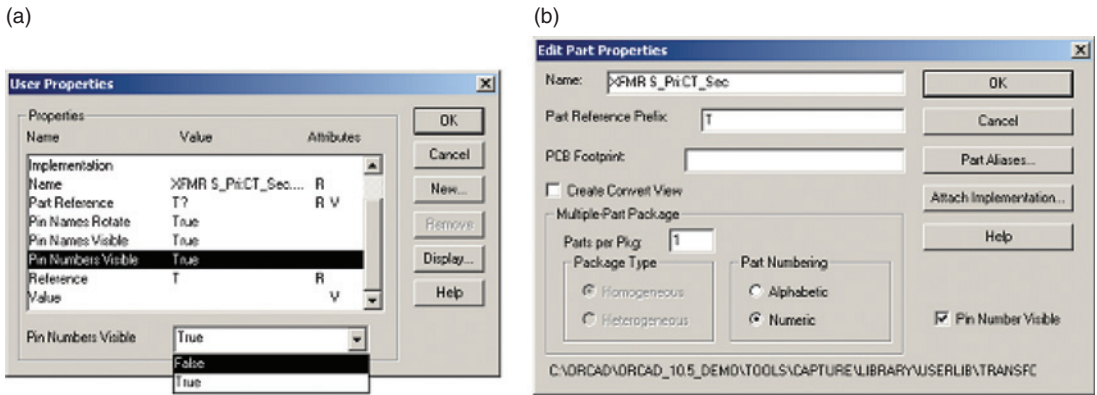 (a)
User Properties
Properties
Name Value Attributes
Implementation
Name XFMR S_Pri:CT_Sec.... R
Part Reference T? R V
Pin Names Rotate True
Pin Names Visible True
Pin Numbers Visible True
Reference T R
Value V
Pin Numbers Visible True
False
True
OK
Cancel
New...
Remove
Display...
Help
(b)
Edit Part Properties
Name: XFMR S_Pri:CT_Sec
Part Reference Prefix: T
PCB Footprint:
Create Convert View
Multiple-Part Package
Parts per Pkg: 1
Package Type
Homogeneous
Heterogeneous
Part Numbering
Alphabetic
Numeric
OK
Cancel
Part Aliases...
Attach Implementation...
Help
Pin Number Visible
C:\ORCAD\ORCAD_10.5_DEMO\TOOLS\CAPTURE\LIBRARY\USERLIB\TRANSFC